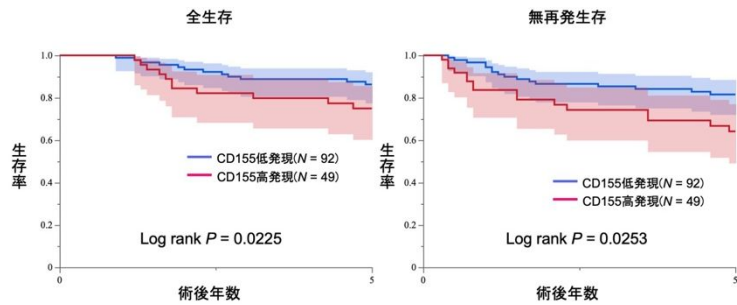 全生存
1.0
0.8
0.6
0.4
0.2
0
生存率
CD155低発現(N = 92)
CD155高発現(N = 49)
Log rank P = 0.0225
0
5
術後年数
無再発生存
1.0
0.8
0.6
0.4
0.2
0
生存率
CD155低発現(N = 92)
CD155高発現(N = 49)
Log rank P = 0.0253
0
5
術後年数